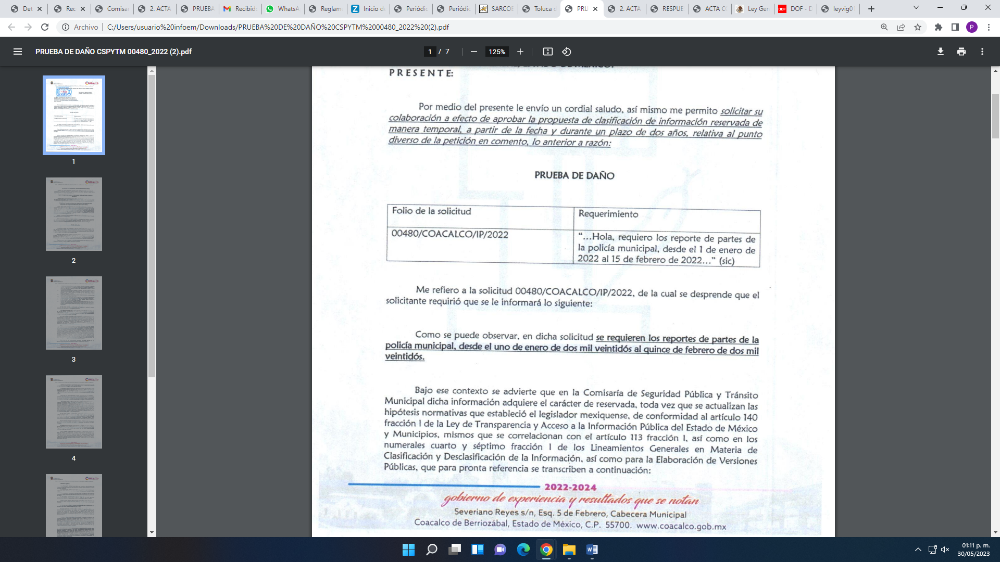 Det
Rec
Comisa
2. ACTA
PRUEBA
Recibid
WhatsA
Reglam
Inicio d
Periódic
Periódic
SARCOE
Toluca
PRU
2. ACTA
RESPUE
ACTA C
Ley Gen
DOF - D
leyvig01
Archivo
C:/Users/usuario%20infoem/Downloads/PRUEBA%20DE%20DAÑO%20CSPYTM%2000480_2022%20(2).pdf
P
PRUEBA DE DAÑO CSPYTM 00480_2022 (2).pdf
1 / 7
125%
1
2
3
4
PRESENTE:
Por medio del presente le envío un cordial saludo, así mismo me permito solicitar su
colaboración a efecto de aprobar la propuesta de clasificación de información reservada de
manera temporal, a partir de la fecha y durante un plazo de dos años, relativa al punto
diverso de la petición en comento, lo anterior a razón:
PRUEBA DE DAÑO
Folio de la solicitud
Requerimiento
00480/COACALCO/IP/2022
“...Hola, requiero los reporte de partes de
la policía municipal, desde el 1 de enero de
2022 al 15 de febrero de 2022...” (sic)
Me refiero a la solicitud 00480/COACALCO/IP/2022, de la cual se desprende que el
solicitante requirió que se le informará lo siguiente:
Como se puede observar, en dicha solicitud se requieren los reportes de partes de la
policía municipal, desde el uno de enero de dos mil veintidós al quince de febrero de dos mil
veintidós.
Bajo ese contexto se advierte que en la Comisaría de Seguridad Pública y Tránsito
Municipal dicha información adquiere el carácter de reservada, toda vez que se actualizan las
hipótesis normativas que estableció el legislador mexiquense, de conformidad al artículo 140
fracción I de la Ley de Transparencia y Acceso a la Información Pública del Estado de México
y Municipios, mismos que se correlacionan con el artículo 113 fracción I, así como en los
numerales cuarto y séptimo fracción I de los Lineamientos Generales en Materia de
Clasificación y Desclasificación de la Información, así como para la Elaboración de Versiones
Públicas, que para pronta referencia se transcriben a continuación:
2022-2024
gobierno de experiencia y resultados que se notan
Severiano Reyes s/n, Esq. 5 de Febrero, Cabecera Municipal
Coacalco de Berriozábal, Estado de México, C.P. 55700. www.coacalco.gob.mx
01:11 p. m.
30/05/2023